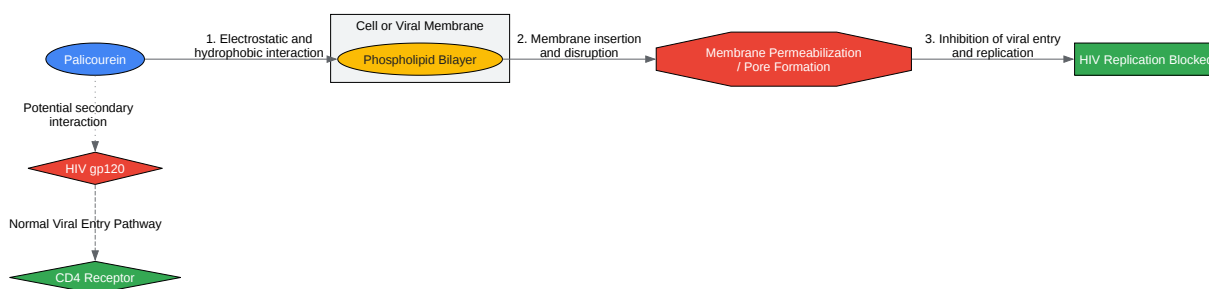 Cell or Viral Membrane
Palicourein
1. Electrostatic and
hydrophobic interaction
Phospholipid Bilayer
2. Membrane insertion
and disruption
Membrane Permeabilization
/ Pore Formation
3. Inhibition of viral entry
and replication
HIV Replication Blocked
Potential secondary
interaction
HIV gp120
Normal Viral Entry Pathway
CD4 Receptor